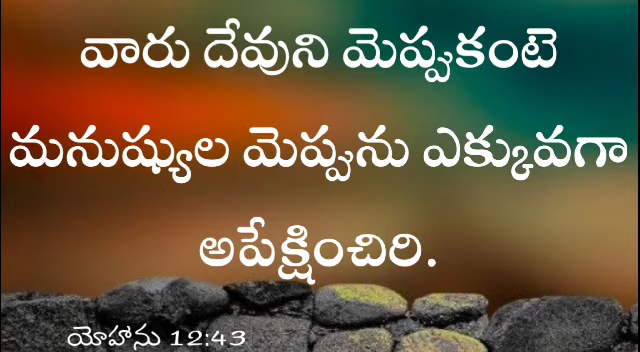 వారు దేవుని మెప్పుకంటె
మనుష్యుల మెప్పును ఎక్కువగా
అపేక్షించిరి.
యోహాను 12:43